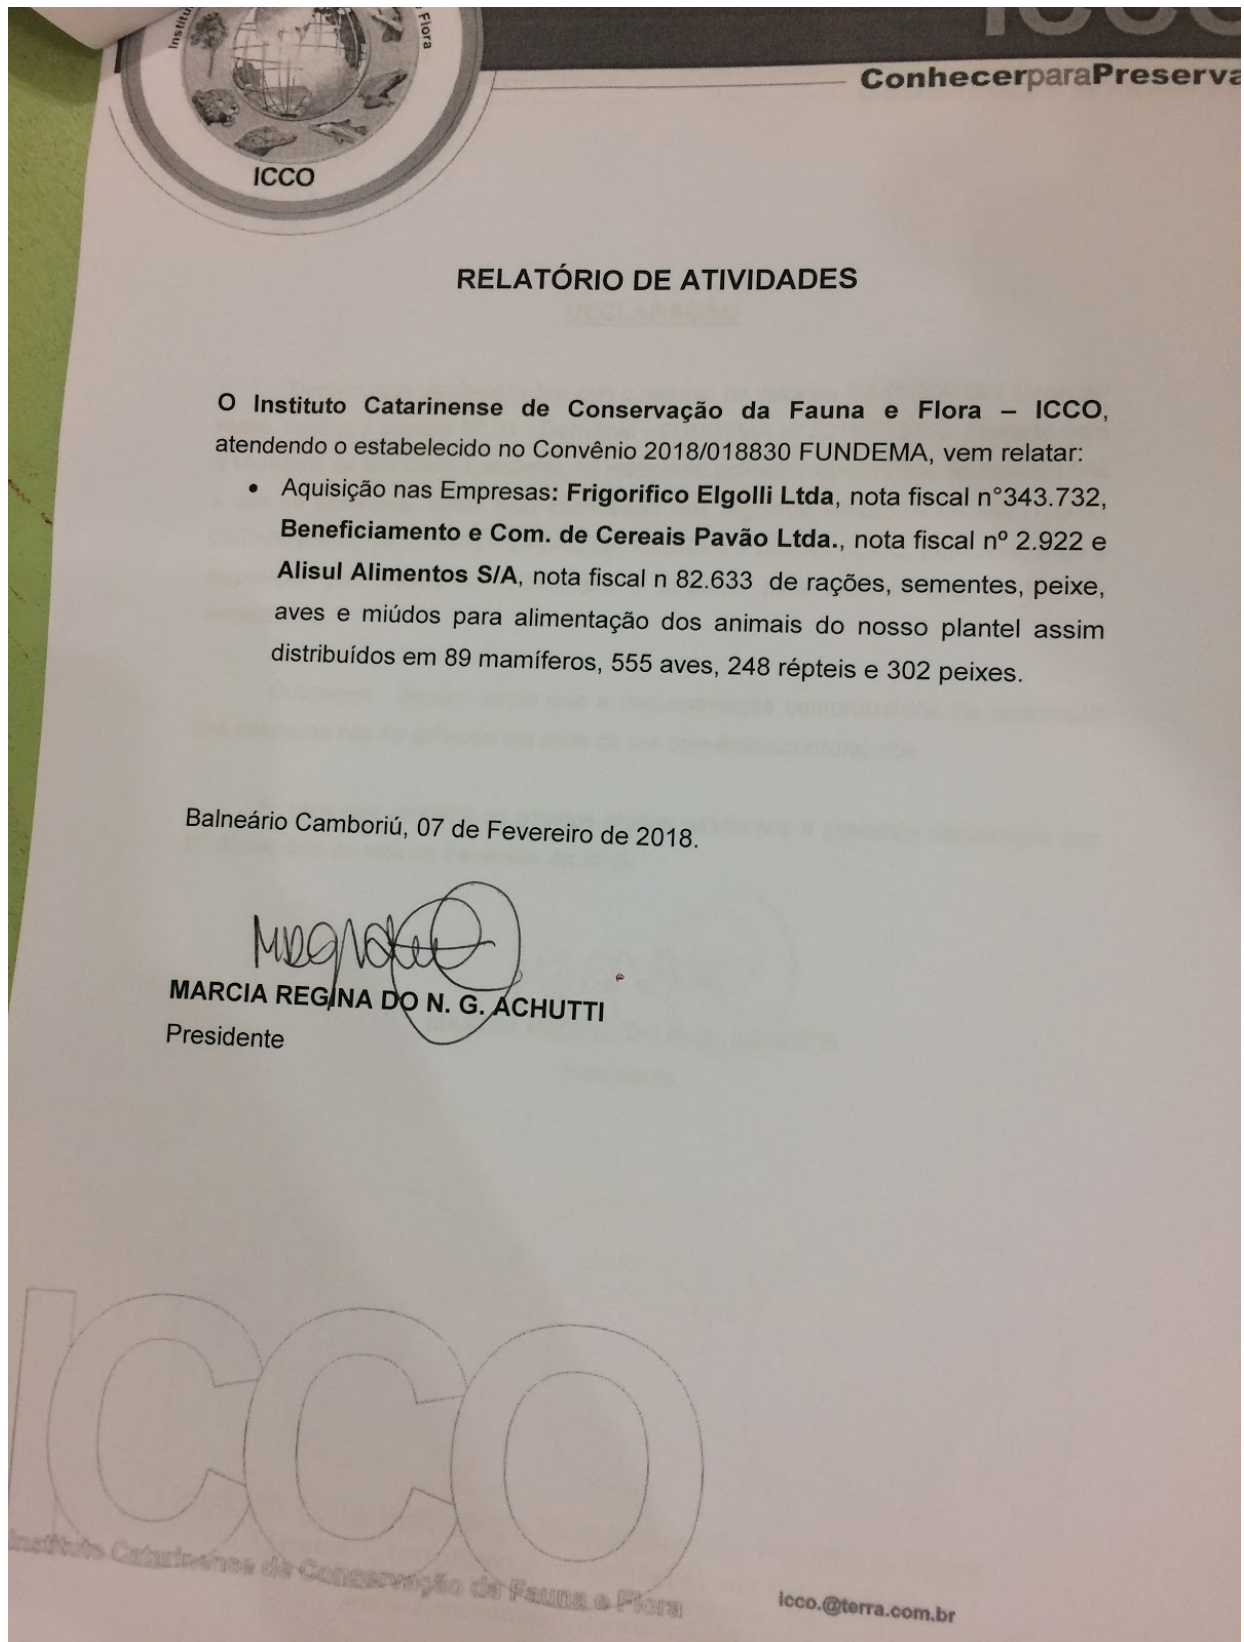 Flora
ICCO
ICCO
ConhecerparaPreserva
RELATÓRIO DE ATIVIDADES
DECLARAÇÃO
O Instituto Catarinense de Conservação da Fauna e Flora – ICCO,
atendendo o estabelecido no Convênio 2018/018830 FUNDEMA, vem relatar:
• Aquisição nas Empresas: Frigorifico Elgolli Ltda, nota fiscal n°343.732,
Beneficiamento e Com. de Cereais Pavão Ltda., nota fiscal nº 2.922 e
Alisul Alimentos S/A, nota fiscal n 82.633 de rações, sementes, peixe,
aves e miúdos para alimentação dos animais do nosso plantel assim
distribuídos em 89 mamíferos, 555 aves, 248 répteis e 302 peixes.
Balneário Camboriú, 07 de Fevereiro de 2018.
MARCIA REGINA DO N. G. ACHUTTI
Presidente
ICCO
Instituto Catarinense de Conservação da Fauna e Flora
icco.@terra.com.br